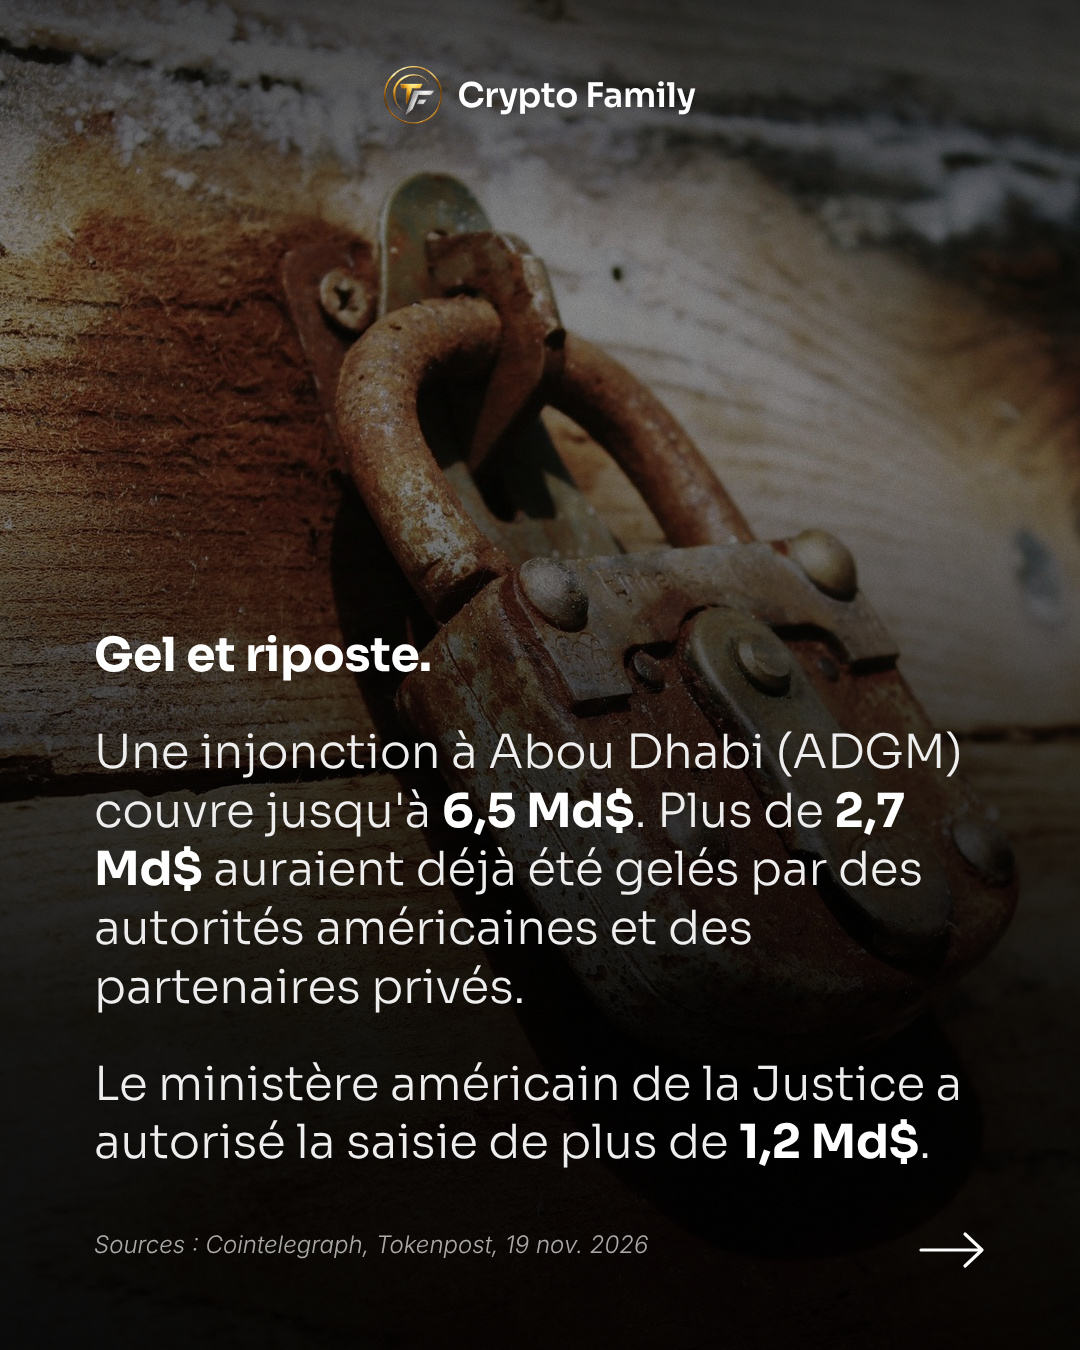 Crypto Family
Gel et riposte.
Une injonction à Abou Dhabi (ADGM)
couvre jusqu'à 6,5 Md$. Plus de 2,7
Md$ auraient déjà été gelés par des
autorités américaines et des
partenaires privés.
Le ministère américain de la Justice a
autorisé la saisie de plus de 1,2 Md$.
Sources : Cointelegraph, Tokenpost, 19 nov. 2026